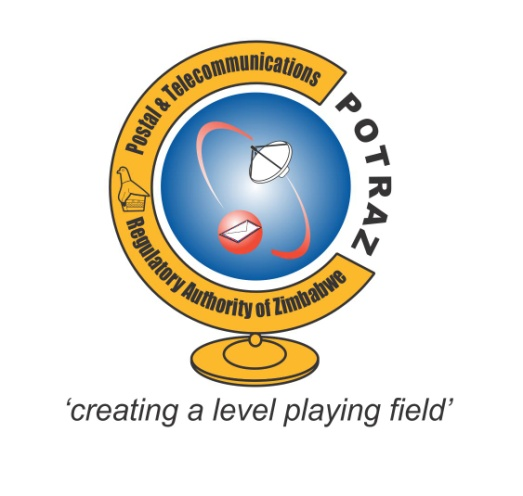 Postal & Telecommunications
Regulatory Authority of Zimbabwe
POTRAZ
‘creating a level playing field’